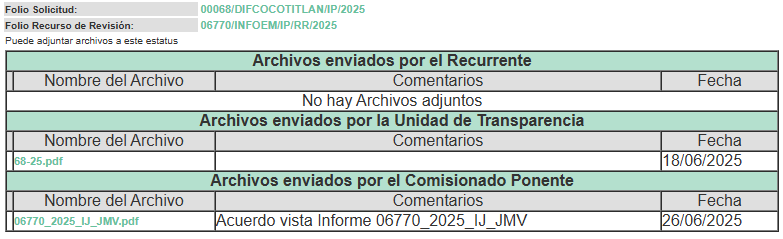 Folio Solicitud: 00068/DIFCOCOTITLAN/IP/2025
Folio Recurso de Revisión: 06770/INFOEM/IP/RR/2025
Puede adjuntar archivos a este estatus
Archivos enviados por el Recurrente
Nombre del Archivo Comentarios Fecha
No hay Archivos adjuntos
Archivos enviados por la Unidad de Transparencia
Nombre del Archivo Comentarios Fecha
68-25.pdf 18/06/2025
Archivos enviados por el Comisionado Ponente
Nombre del Archivo Comentarios Fecha
06770_2025_IJ_JMV.pdf Acuerdo vista Informe 06770_2025_IJ_JMV 26/06/2025